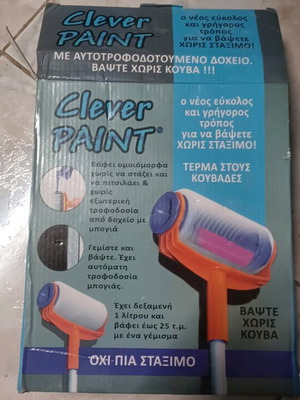 Clever
PAINT®
ο νέος εύκολος
και γρήγορος
τρόπος
για να βάψετε
ΧΩΡΙΣ ΣΤΑΞΙΜΟ!
ΜΕ ΑΥΤΟΤΡΟΦΟΔΟΤΟΥΜΕΝΟ ΔΟΧΕΙΟ.
ΒΑΨΤΕ ΧΩΡΙΣ ΚΟΥΒΑ !!!
Clever
PAINT®
ο νέος εύκολος
και γρήγορος
τρόπος
για να βάψετε
ΧΩΡΙΣ ΣΤΑΞΙΜΟ!
ΤΕΡΜΑ ΣΤΟΥΣ
ΚΟΥΒΑΔΕΣ
Βάφει ομοιόμορφα
χωρίς να στάζει και
να πιτσιλάει &
χωρίς
εξωτερική
τροφοδοσία
από δοχείο με
μπογιά
Γεμίστε και
βάψτε. Έχει
αυτόματη
τροφοδοσία
μπογιάς.
Έχει δεξαμενή
1 λίτρου και
βάφει έως 25 τ.μ.
με ένα γέμισμα
ΒΑΨΤΕ
ΧΩΡΙΣ
ΚΟΥΒΑ
ΟΧΙ ΠΙΑ ΣΤΑΞΙΜΟ